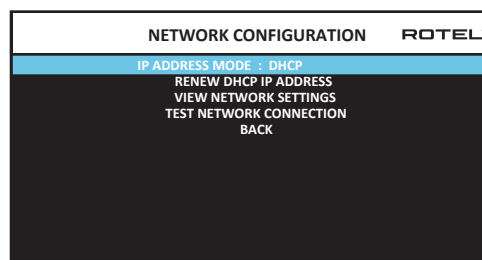 NETWORK CONFIGURATION ROTEL
IP ADDRESS MODE : DHCP
RENEW DHCP IP ADDRESS
VIEW NETWORK SETTINGS
TEST NETWORK CONNECTION
BACK